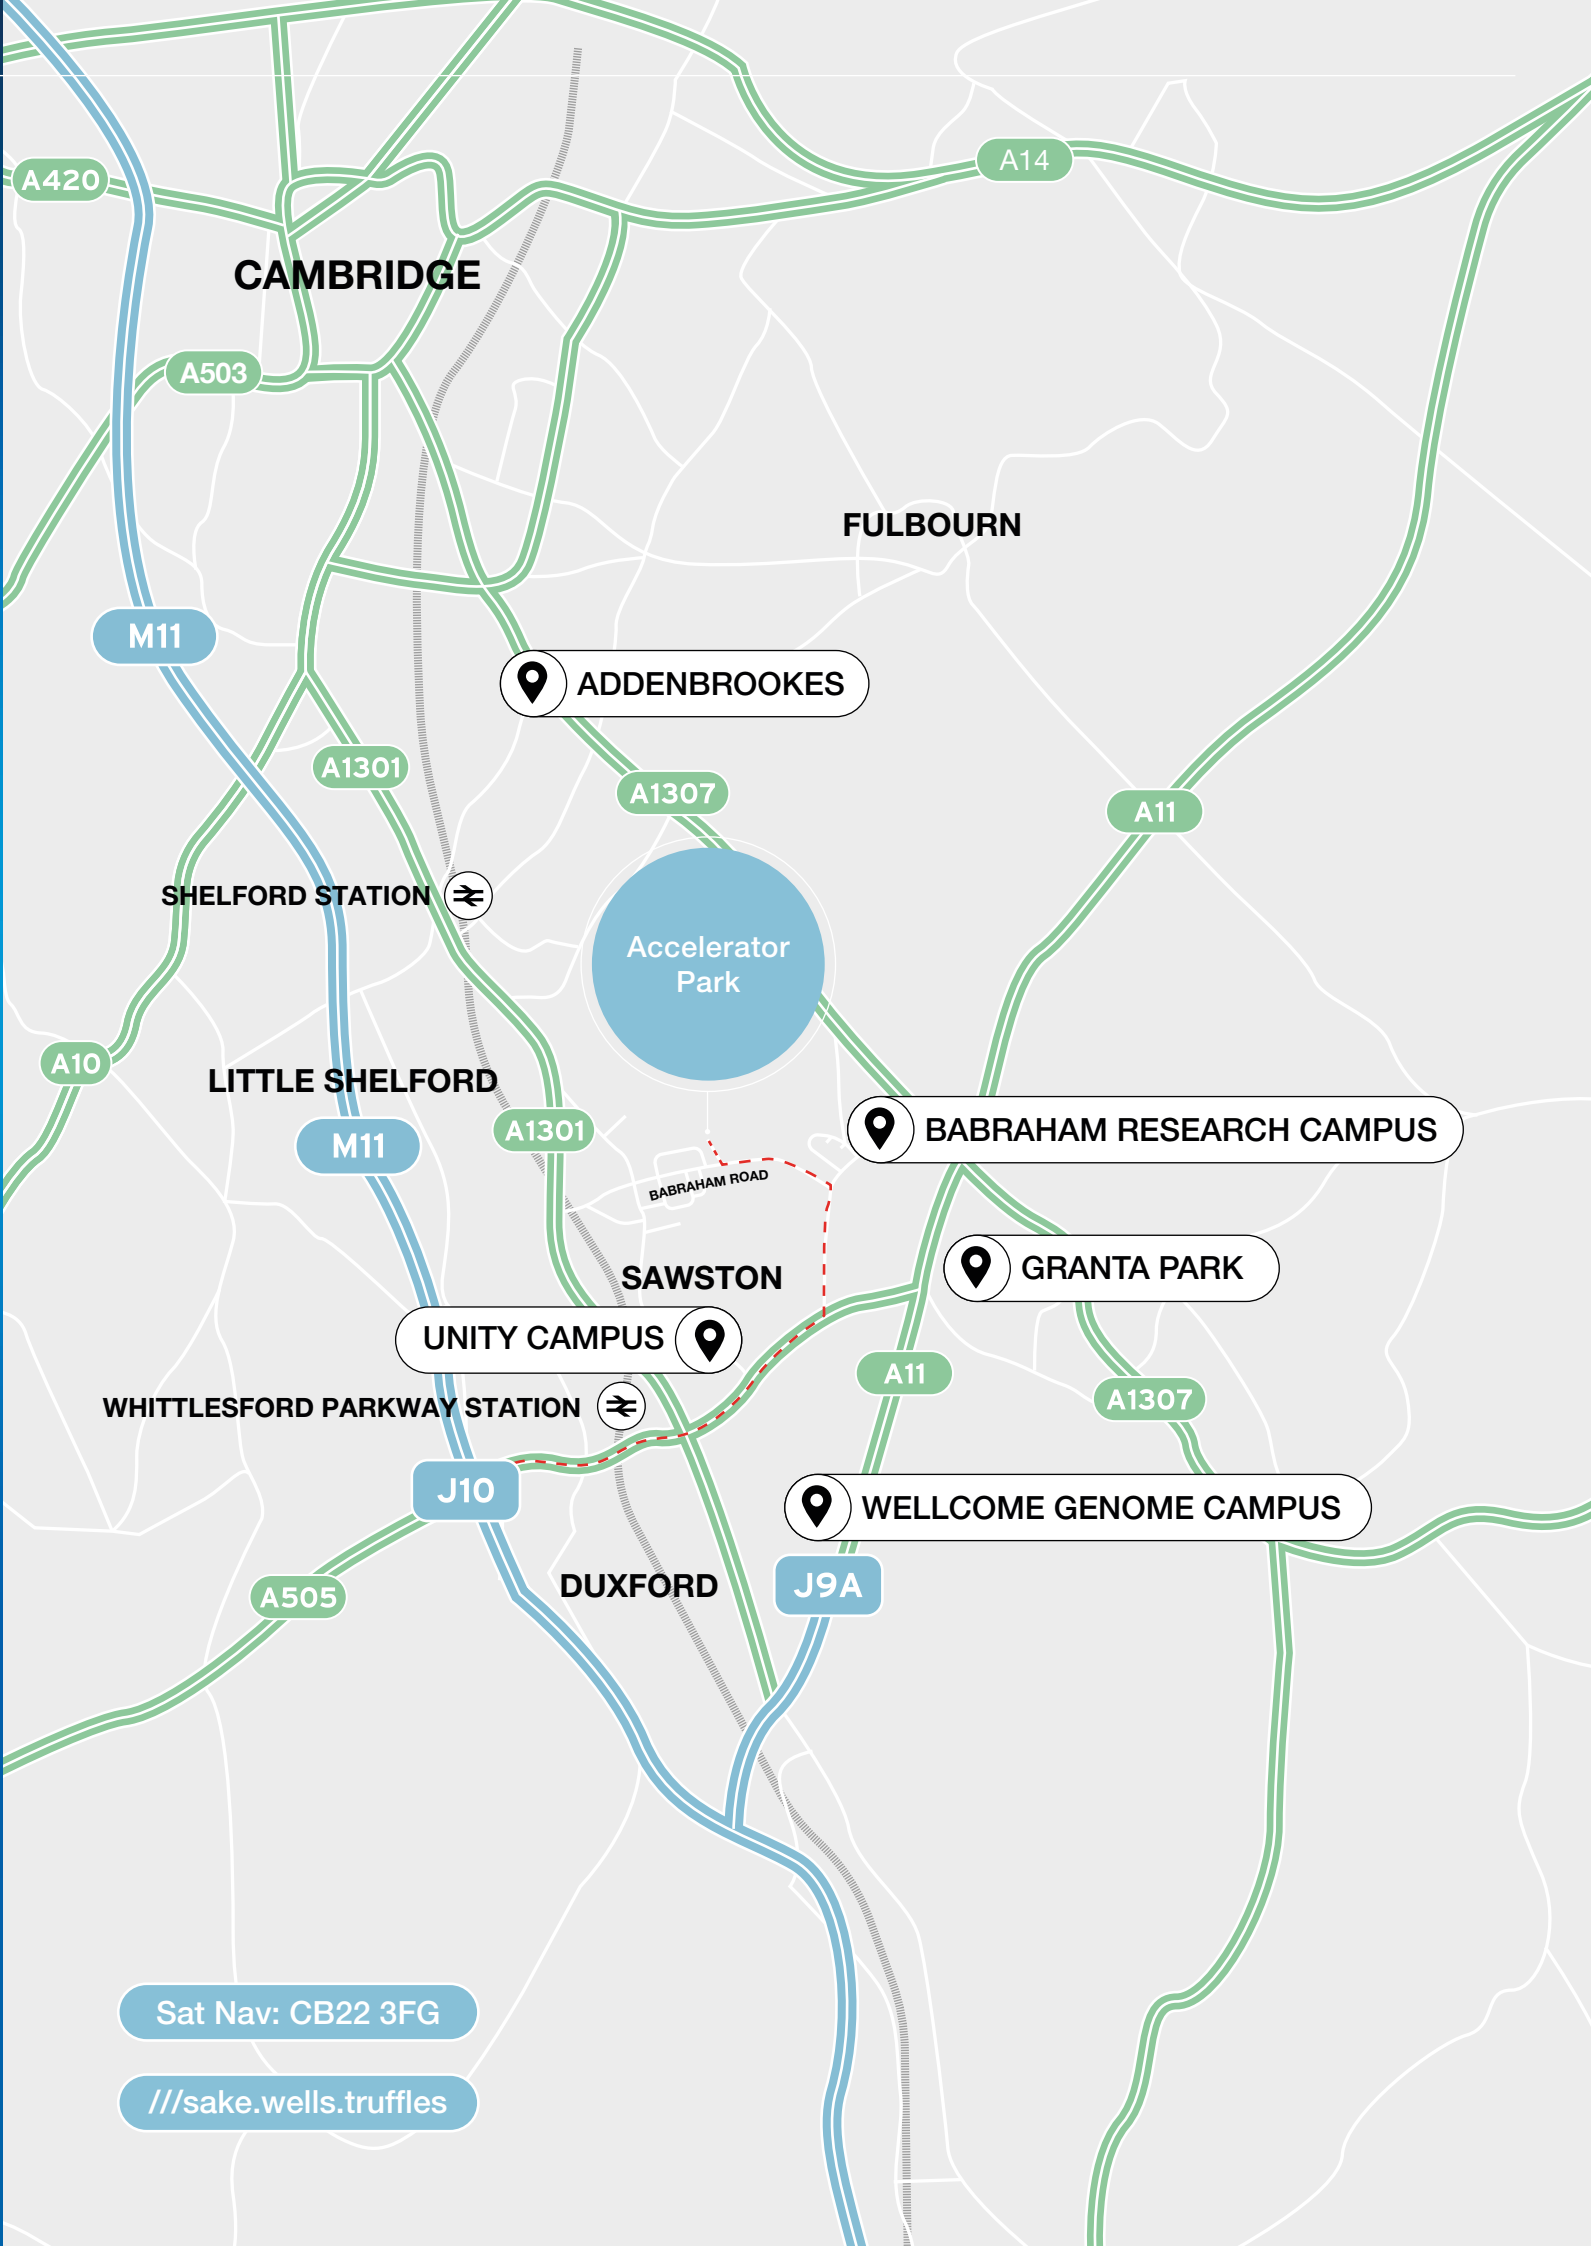 A14
A420
CAMBRIDGE
A503
FULBOURN
M11
ADDENBROOKES
A1301
A1307
A11
SHELFORD STATION
Accelerator
Park
A10
LITTLE SHELFORD
A1301
BABRAHAM RESEARCH CAMPUS
M11
BABRAHAM ROAD
GRANTA PARK
SAWSTON
UNITY CAMPUS
A11
A1307
WHITTLESFORD PARKWAY STATION
J10
WELLCOME GENOME CAMPUS
DUXFORD
J9A
A505
Sat Nav: CB22 3FG
///sake.wells.truffles